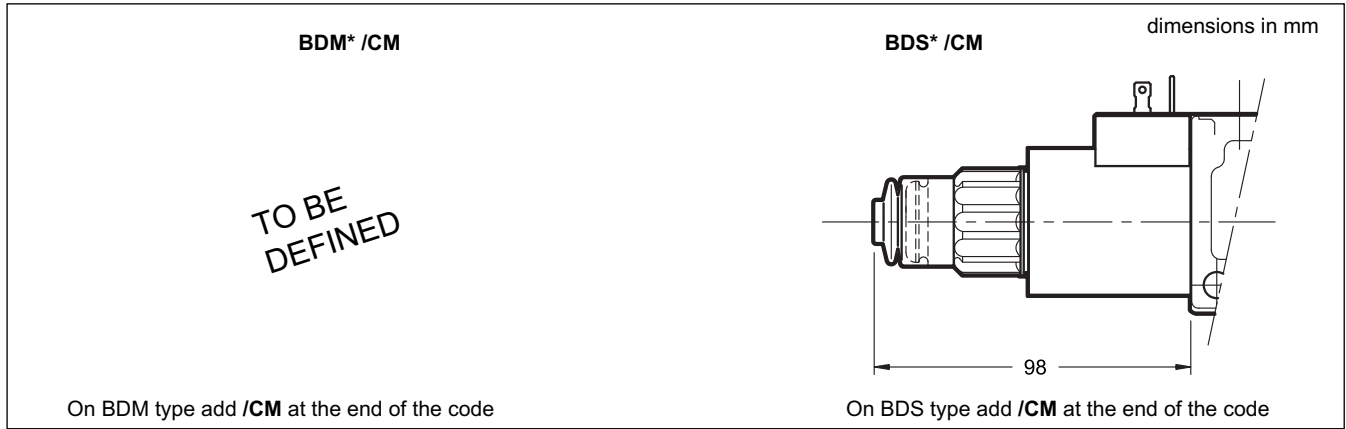 BDM* /CM
TO BE
DEFINED
On BDM type add /CM at the end of the code
dimensions in mm
BDS* /CM
98
On BDS type add /CM at the end of the code